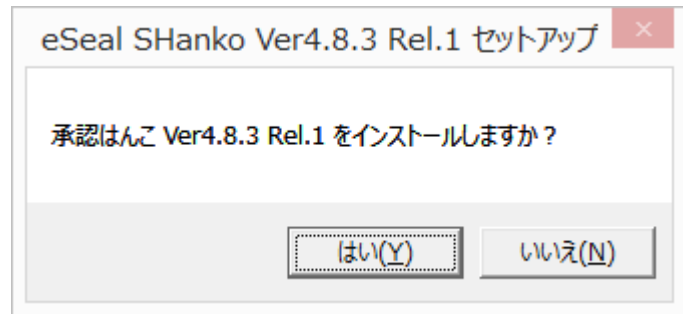 eSeal SHanko Ver4.8.3 Rel.1 セットアップ
承認はんこ Ver4.8.3 Rel.1 をインストールしますか？
はい(Y) いいえ(N)